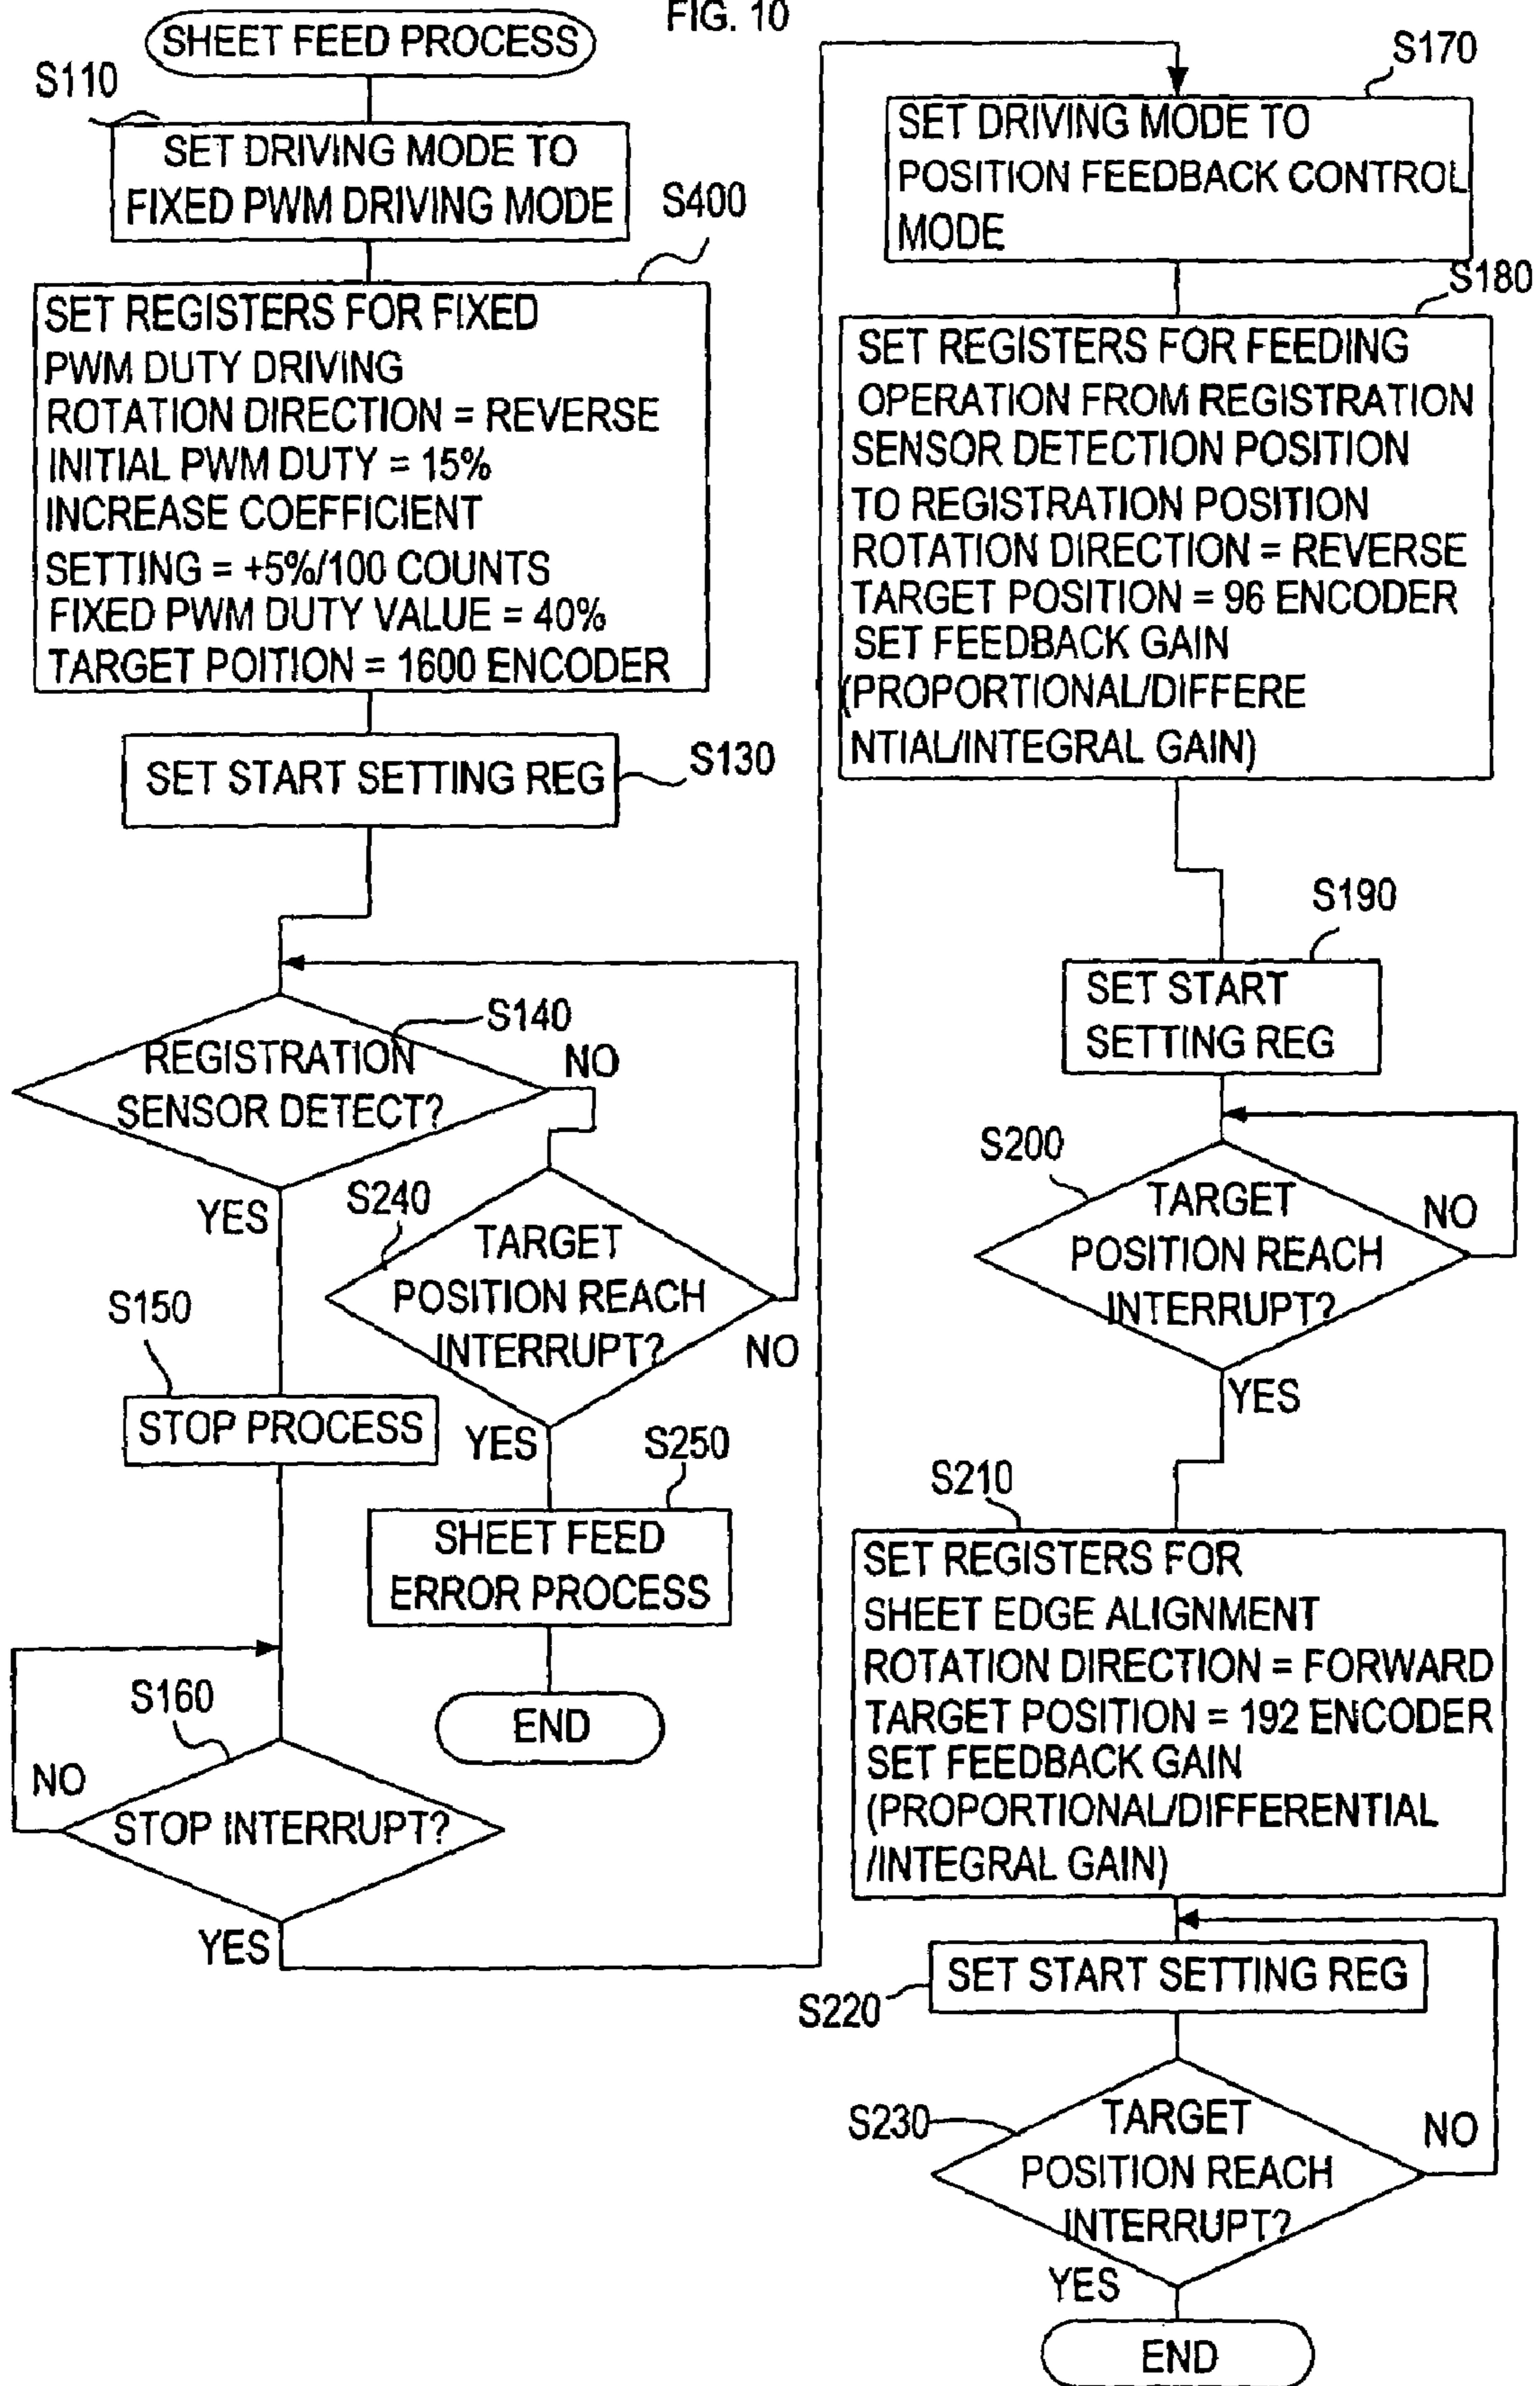 FIG. 10
SHEET FEED PROCESS
S110
SET DRIVING MODE TO
FIXED PWM DRIVING MODE
S400
SET REGISTERS FOR FIXED
PWM DUTY DRIVING
ROTATION DIRECTION = REVERSE
INITIAL PWM DUTY = 15%
INCREASE COEFFICIENT
SETTING = +5%/100 COUNTS
FIXED PWM DUTY VALUE = 40%
TARGET POITION = 1600 ENCODER
SET START SETTING REG
S130
S140
REGISTRATION
SENSOR DETECT?
NO
YES
S240
TARGET
POSITION REACH
INTERRUPT?
NO
YES
S150
STOP PROCESS
S250
SHEET FEED
ERROR PROCESS
END
S160
NO
STOP INTERRUPT?
YES
S170
SET DRIVING MODE TO
POSITION FEEDBACK CONTROL
MODE
S180
SET REGISTERS FOR FEEDING
OPERATION FROM REGISTRATION
SENSOR DETECTION POSITION
TO REGISTRATION POSITION
ROTATION DIRECTION = REVERSE
TARGET POSITION = 96 ENCODER
SET FEEDBACK GAIN
(PROPORTIONAL/DIFFERE
NTIAL/INTEGRAL GAIN)
S190
SET START
SETTING REG
S200
TARGET
POSITION REACH
INTERRUPT?
NO
YES
S210
SET REGISTERS FOR
SHEET EDGE ALIGNMENT
ROTATION DIRECTION = FORWARD
TARGET POSITION = 192 ENCODER
SET FEEDBACK GAIN
(PROPORTIONAL/DIFFERENTIAL
/INTEGRAL GAIN)
SET START SETTING REG
S220
S230
TARGET
POSITION REACH
INTERRUPT?
NO
YES
END